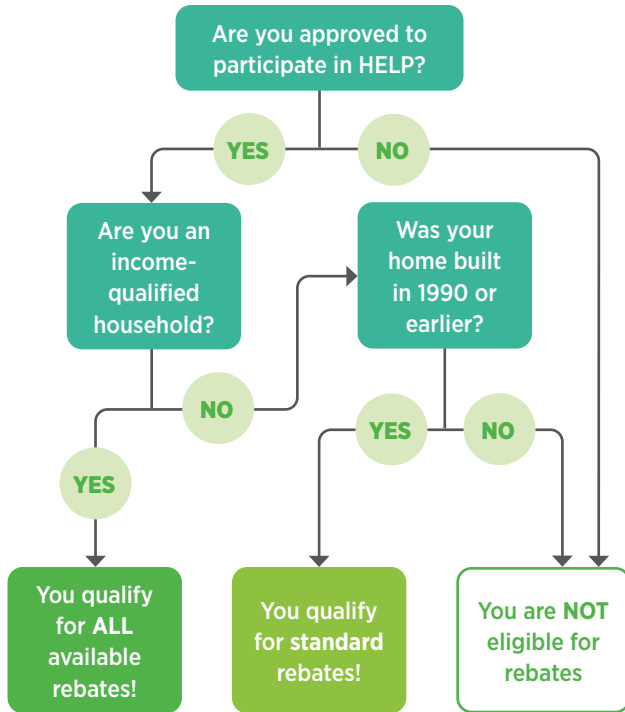 Are you approved to
participate in HELP?
YES
NO
Are you an
income-
qualified
household?
Was your
home built
in 1990 or
earlier?
NO
YES
NO
YES
You qualify
for ALL
available
rebates!
You qualify
for standard
rebates!
You are NOT
eligible for
rebates